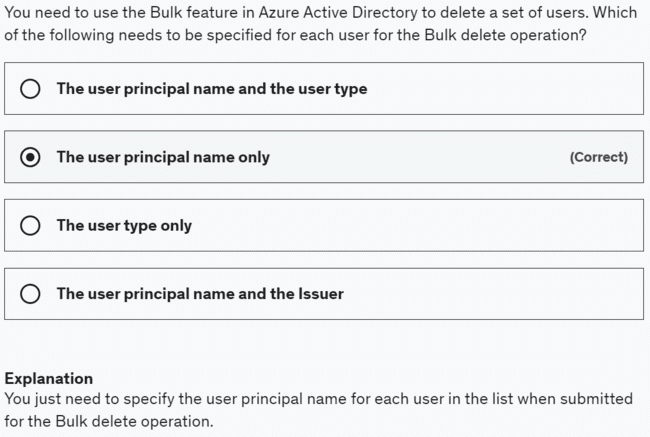 You need to use the Bulk feature in Azure Active Directory to delete a set of users. Which
of the following needs to be specified for each user for the Bulk delete operation?
The user principal name and the user type
The user principal name only (Correct)
The user type only
The user principal name and the Issuer
Explanation
You just need to specify the user principal name for each user in the list when submitted
for the Bulk delete operation.